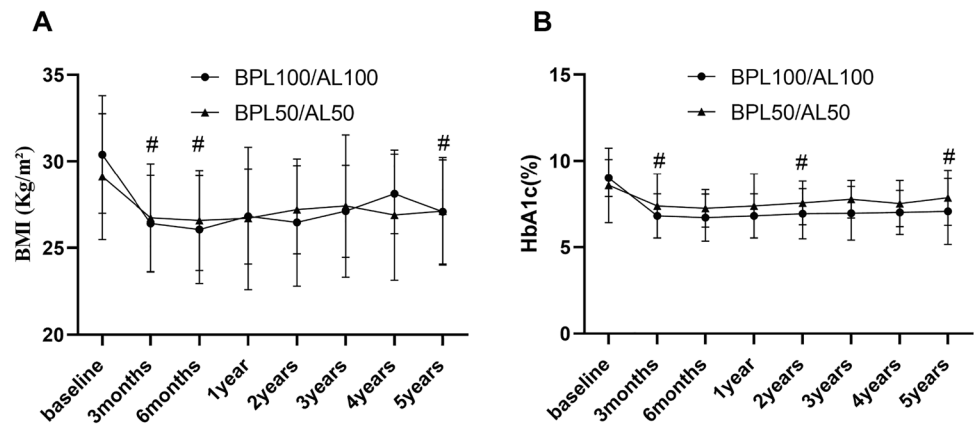 A
BMI (Kg/m²)
35
30
25
20
BPL100/AL100
BPL50/AL50
# # #
baseline
3months
6months
1year
2years
3years
4years
5years
B
HbA1c(%)
15
10
5
0
BPL100/AL100
BPL50/AL50
# # #
baseline
3months
6months
1year
2years
3years
4years
5years